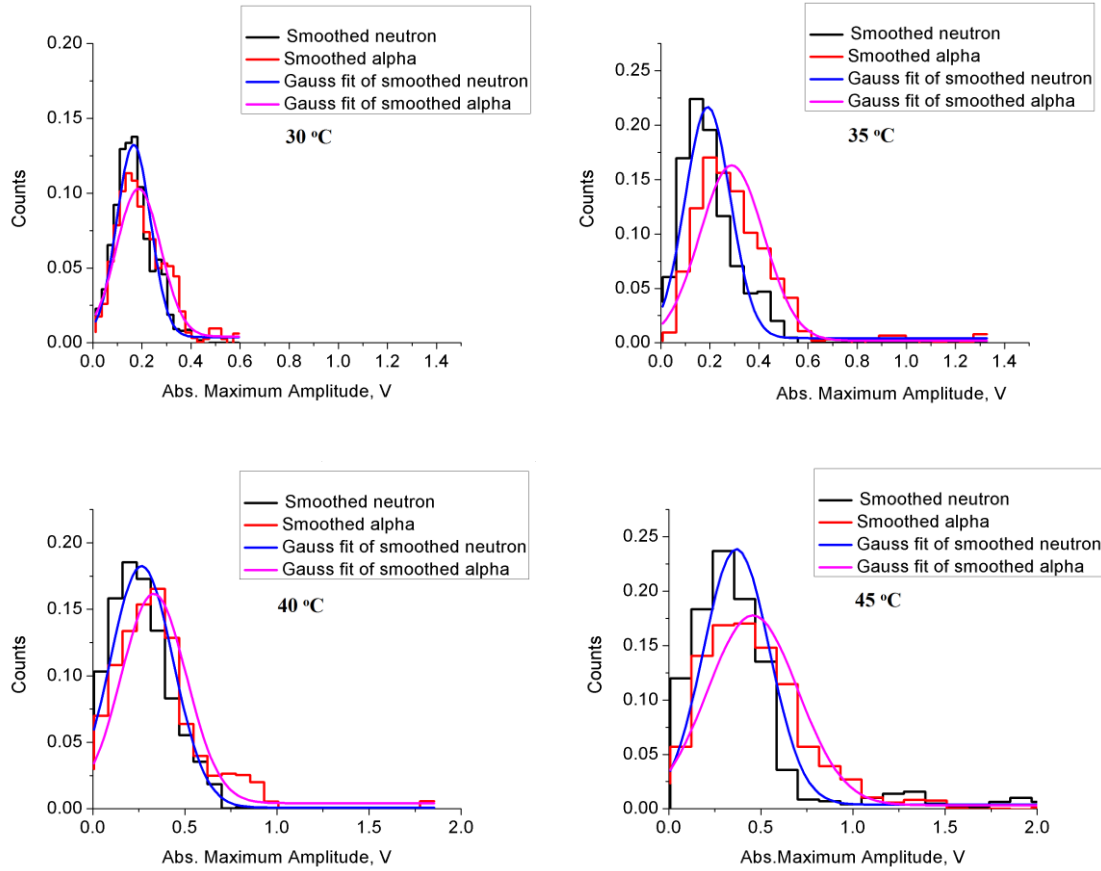 Smoothed neutron
Smoothed alpha
Gauss fit of smoothed neutron
Gauss fit of smoothed alpha
30 °C
0.20
0.15
0.10
0.05
0.00
Counts
0.0 0.2 0.4 0.6 0.8 1.0 1.2 1.4
Abs. Maximum Amplitude, V
Smoothed neutron
Smoothed alpha
Gauss fit of smoothed neutron
Gauss fit of smoothed alpha
35 °C
0.25
0.20
0.15
0.10
0.05
0.00
Counts
0.0 0.2 0.4 0.6 0.8 1.0 1.2 1.4
Abs. Maximum Amplitude, V
Smoothed neutron
Smoothed alpha
Gauss fit of smoothed neutron
Gauss fit of smoothed alpha
40 °C
0.20
0.15
0.10
0.05
0.00
Counts
0.0 0.5 1.0 1.5 2.0
Abs. Maximum Amplitude, V
Smoothed neutron
Smoothed alpha
Gauss fit of smoothed neutron
Gauss fit of smoothed alpha
45 °C
0.25
0.20
0.15
0.10
0.05
0.00
Counts
0.0 0.5 1.0 1.5 2.0
Abs.Maximum Amplitude, V